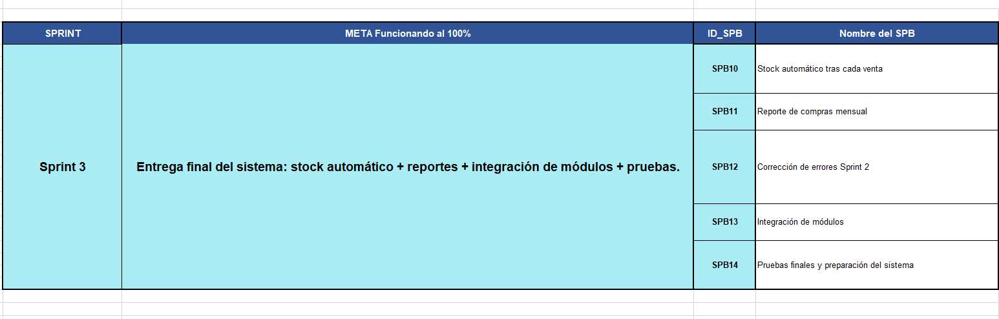 SPRINT META Funcionando al 100% ID_SPB Nombre del SPB
SPB10 Stock automático tras cada venta
SPB11 Reporte de compras mensual
Sprint 3 Entrega final del sistema: stock automático + reportes + integración de módulos + pruebas. SPB12 Corrección de errores Sprint 2
SPB13 Integración de módulos
SPB14 Pruebas finales y preparación del sistema